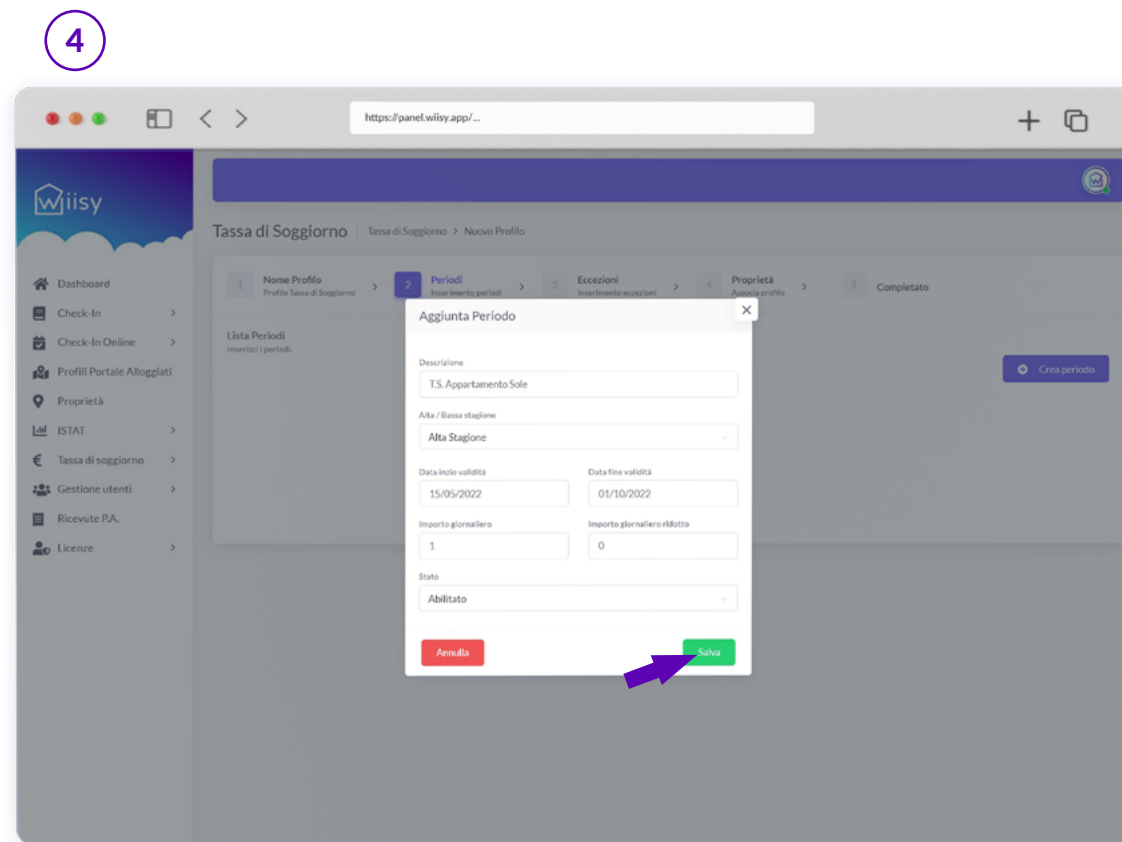 4
https://panel.wiisy.app/...
wiisy
Tassa di Soggiorno
Tassa di Soggiorno > Nuovo Profilo
Dashboard
Check-In
Check-In Online
Profili Portale Alloggiati
Proprietà
ISTAT
Tassa di soggiorno
Gestione utenti
Ricevute P.A.
Licenze
1 Nome Profilo
Profilo Tassa di Soggiorno
2 Periodi
Inserimento periodi
3 Eccezioni
Inserimento eccezioni
4 Proprietà
Associa profilo
5 Completato
Lista Periodi
Inserisci i periodi.
Crea periodo
Aggiunta Periodo
Descrizione
T.S. Appartamento Sole
Alta / Bassa stagione
Alta Stagione
Data inzio validità
Data fine validità
15/05/2022
01/10/2022
Importo giornaliero
Importo giornaliero ridotto
1
0
Stato
Abilitato
Annulla
Salva